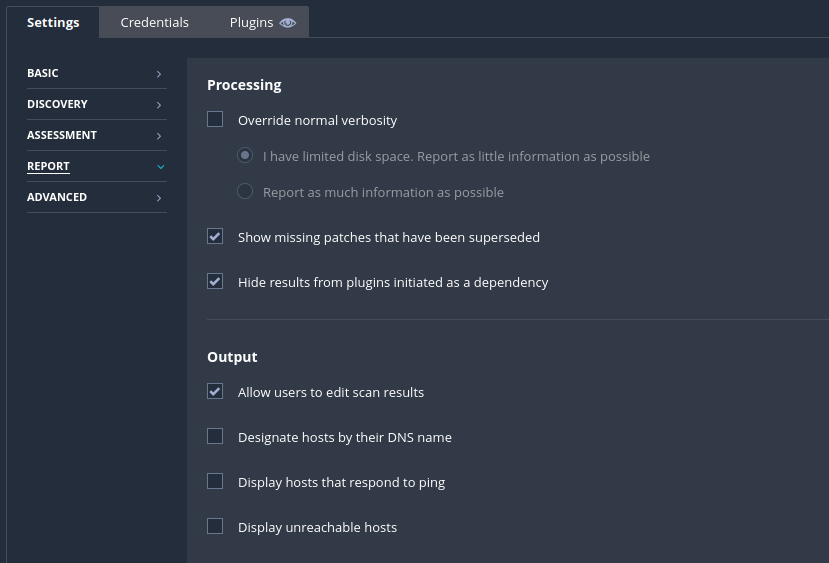 Settings
Credentials
Plugins
BASIC
DISCOVERY
ASSESSMENT
REPORT
ADVANCED
Processing
Override normal verbosity
I have limited disk space. Report as little information as possible
Report as much information as possible
Show missing patches that have been superseded
Hide results from plugins initiated as a dependency
Output
Allow users to edit scan results
Designate hosts by their DNS name
Display hosts that respond to ping
Display unreachable hosts